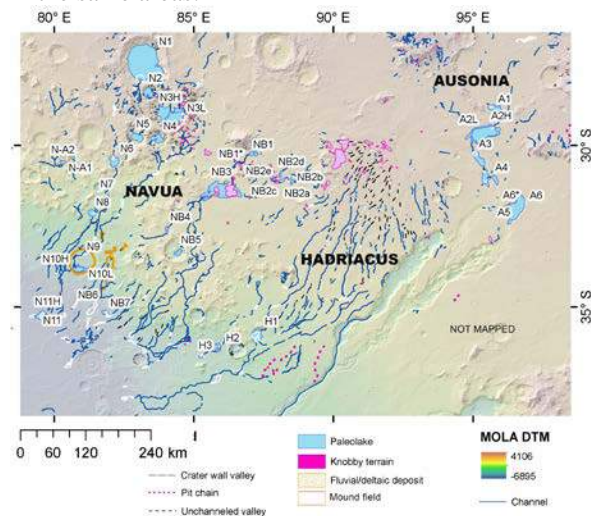 80° E 85° E 90° E 95° E
N1
AUSONIA
N2
N3H
N3L
A1
A2L
A2H
N5
N4
N6
NB1
A3
30° S
N-A2
NB1*
NB2d
N-A1
NB2e
NB3
NB2b
A4
N7
NAVUA
NB2c
NB2a
A6*
A6
N8
NB4
A5
N9
NB5
HADRIACUS
N10H
N10L
NB6
NB7
N11H
35° S
N11
H1
NOT MAPPED
H2
H3
0 60 120 240 km
Paleolake
MOLA DTM
Knobby terrain
4106
Crater wall valley
Fluvial/deltaic deposit
-6895
Pit chain
Mound field
Channel
Unchanneled valley